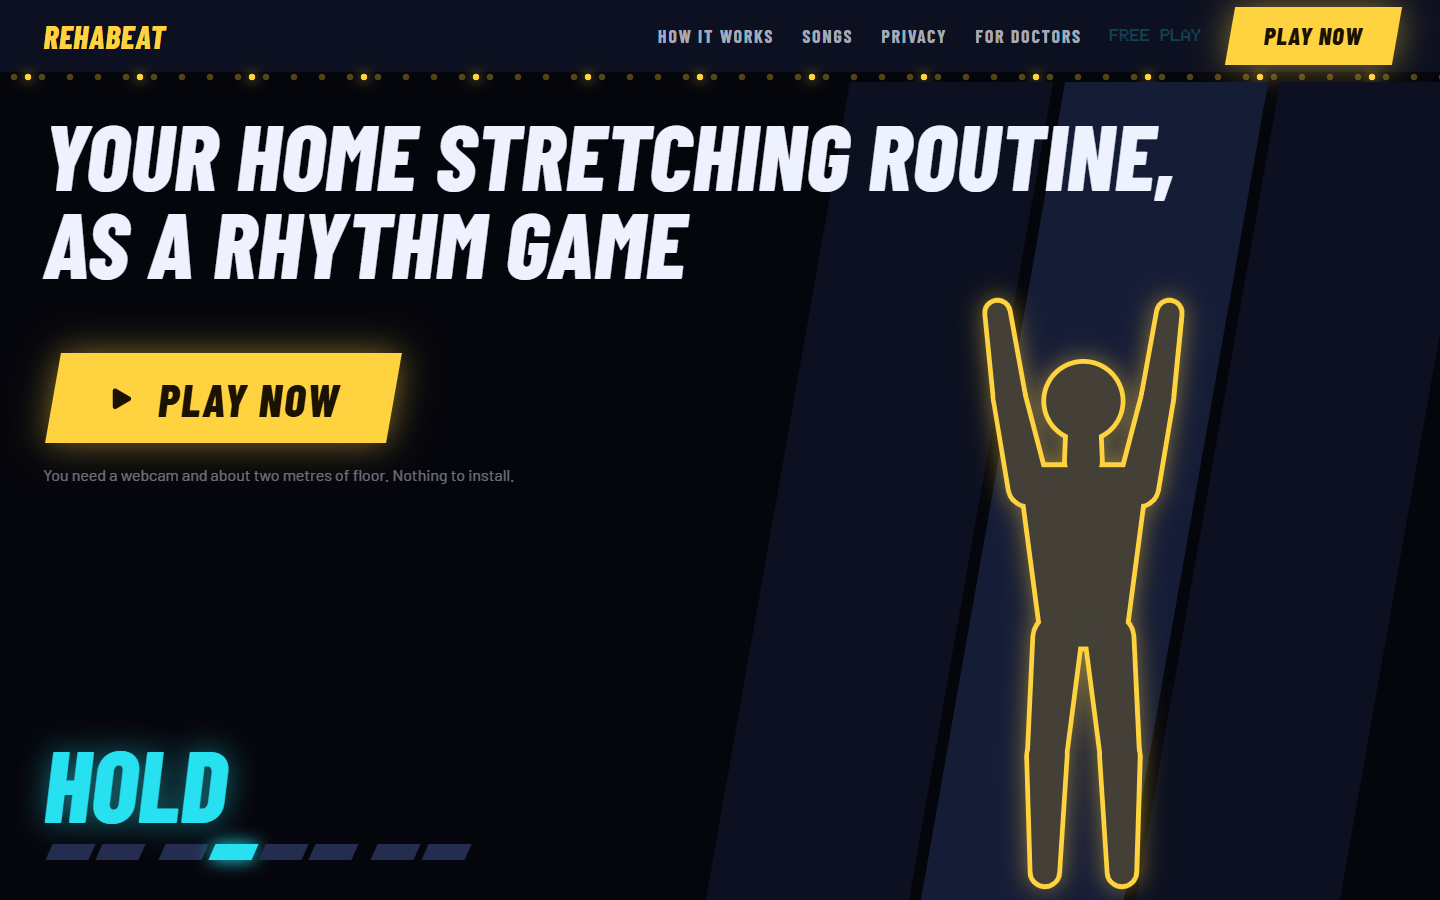 REHABEAT
HOW IT WORKS
SONGS
PRIVACY
FOR DOCTORS
FREE PLAY
PLAY NOW
YOUR HOME STRETCHING ROUTINE,
AS A RHYTHM GAME
PLAY NOW
You need a webcam and about two metres of floor. Nothing to install.
HOLD